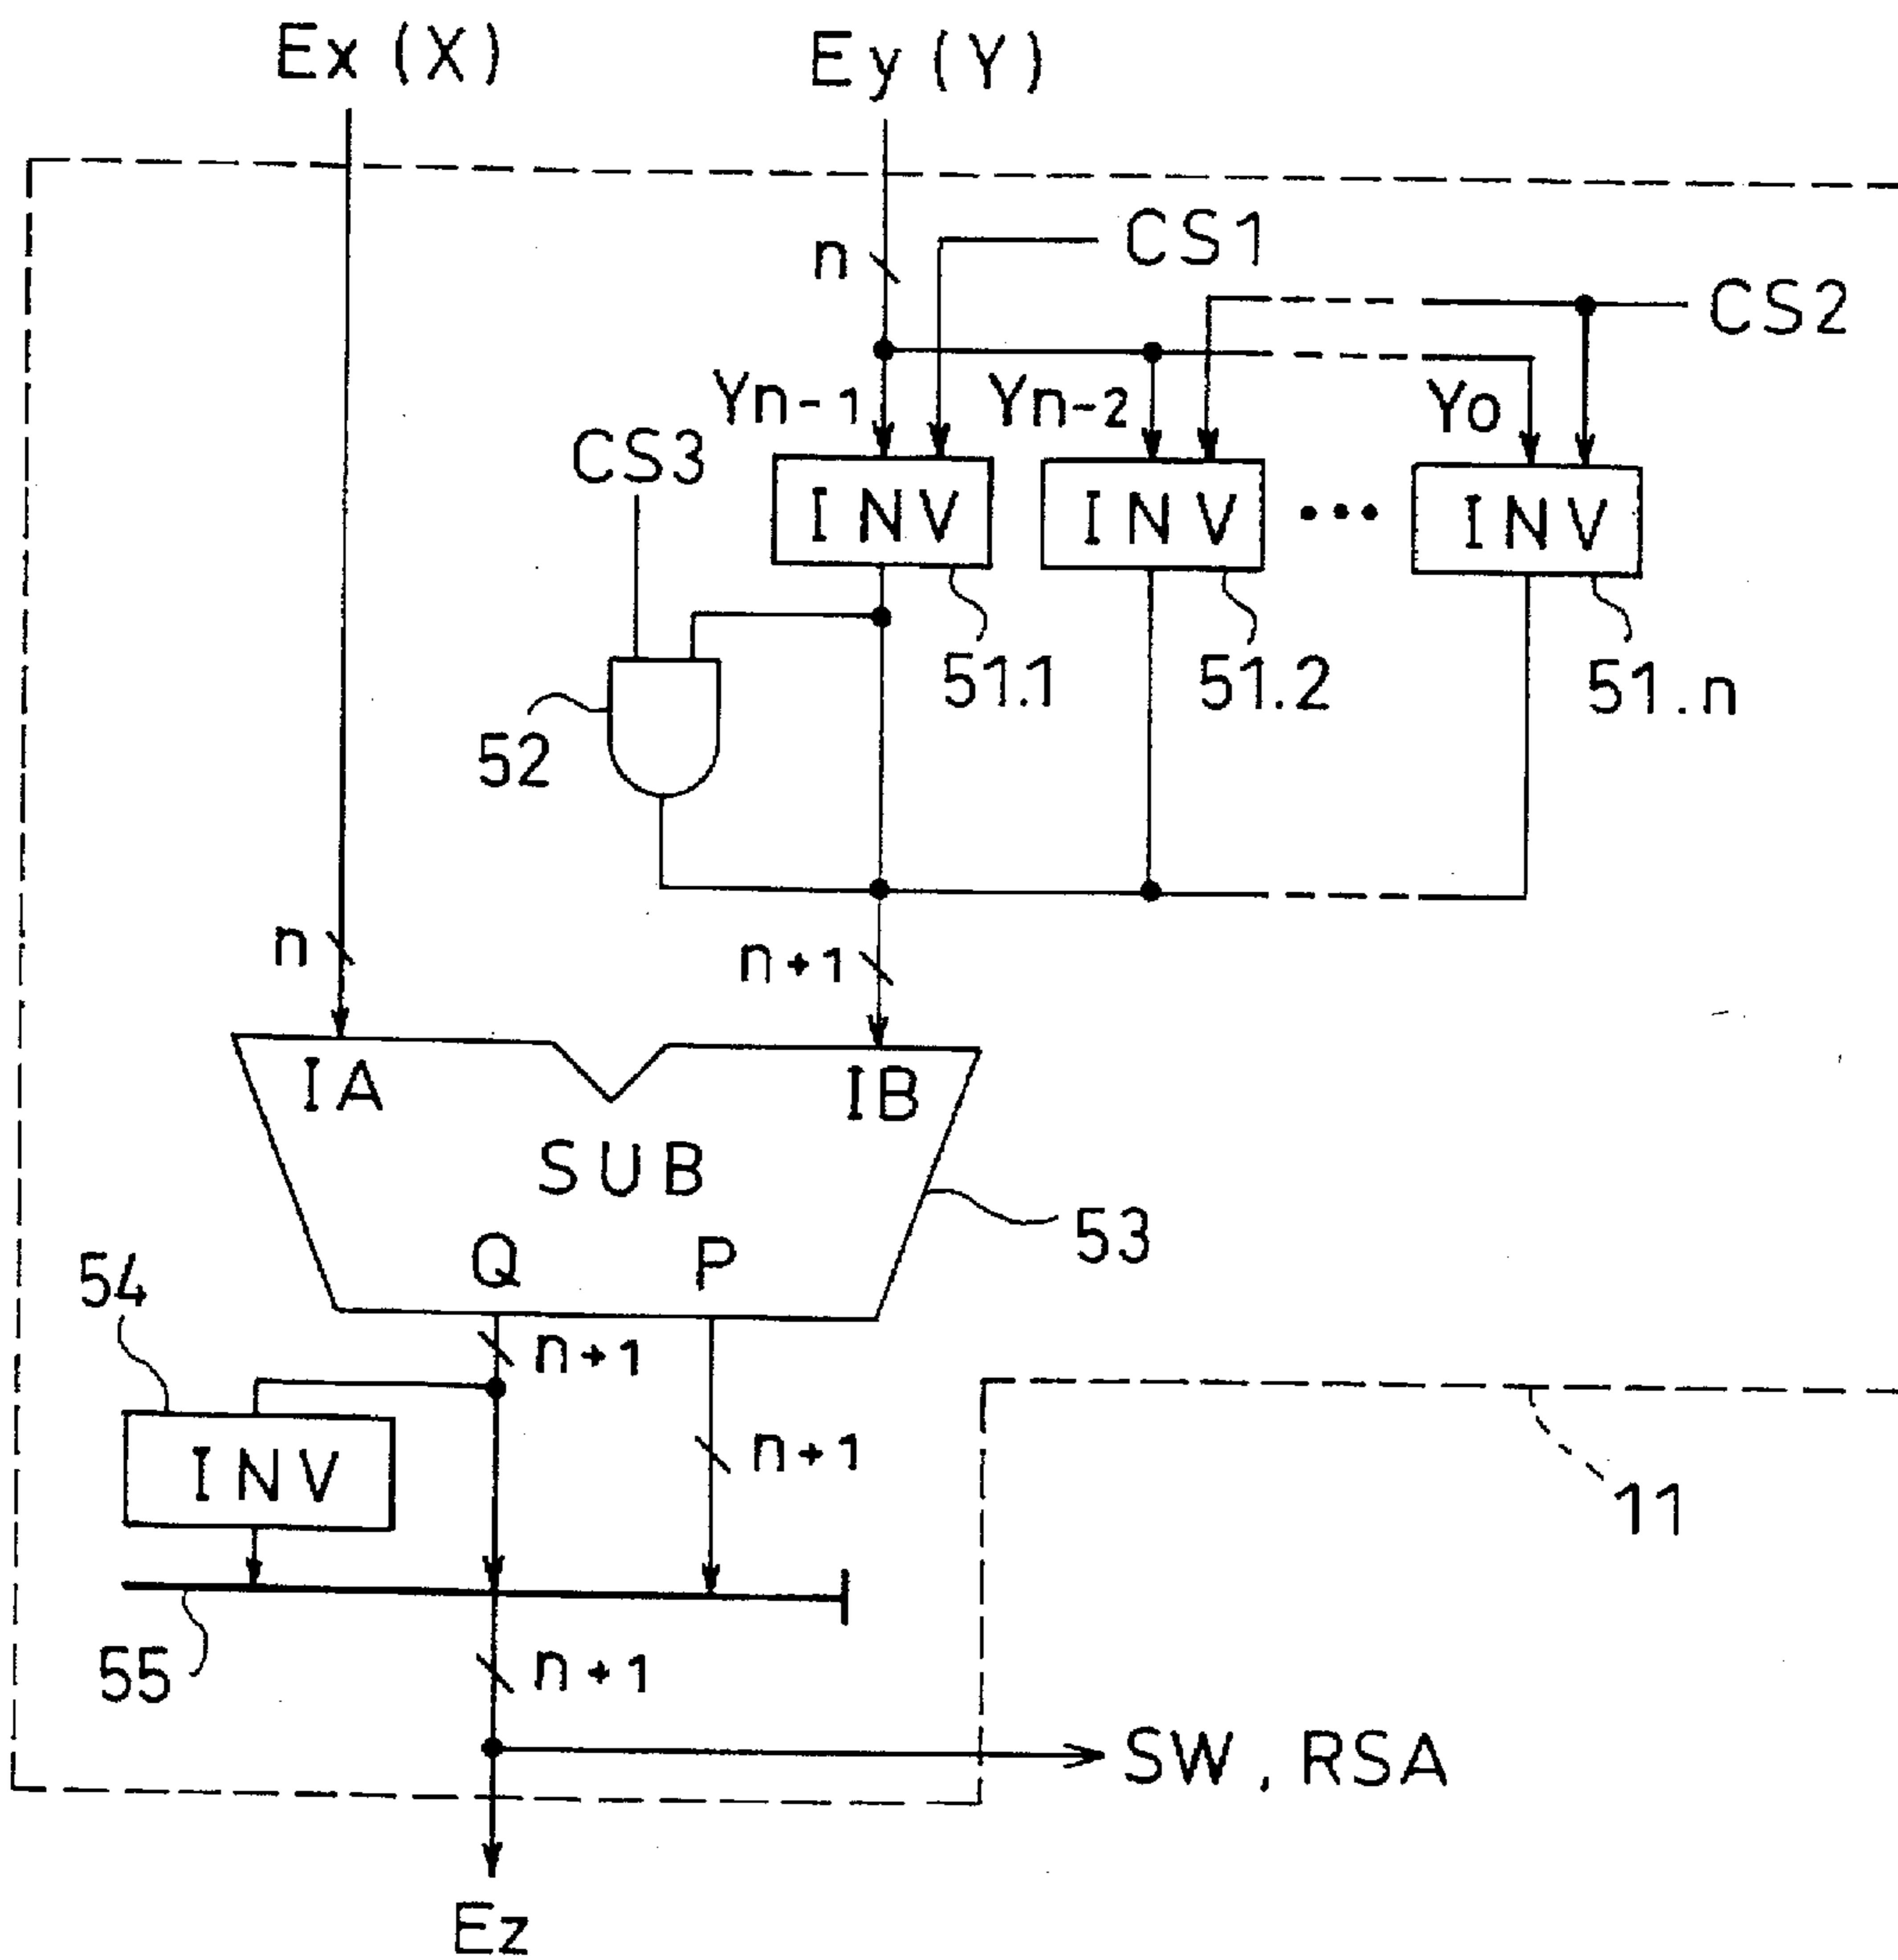 Ex (X)
Ey (Y)
n
CS1
CS2
Yn-1
Yn-2
Yo
CS3
INV
INV
•••
INV
51.1
51.2
51.n
52
n
n+1
IA
IB
SUB
53
Q
P
54
n+1
INV
n+1
11
55
n+1
SW, RSA
Ez